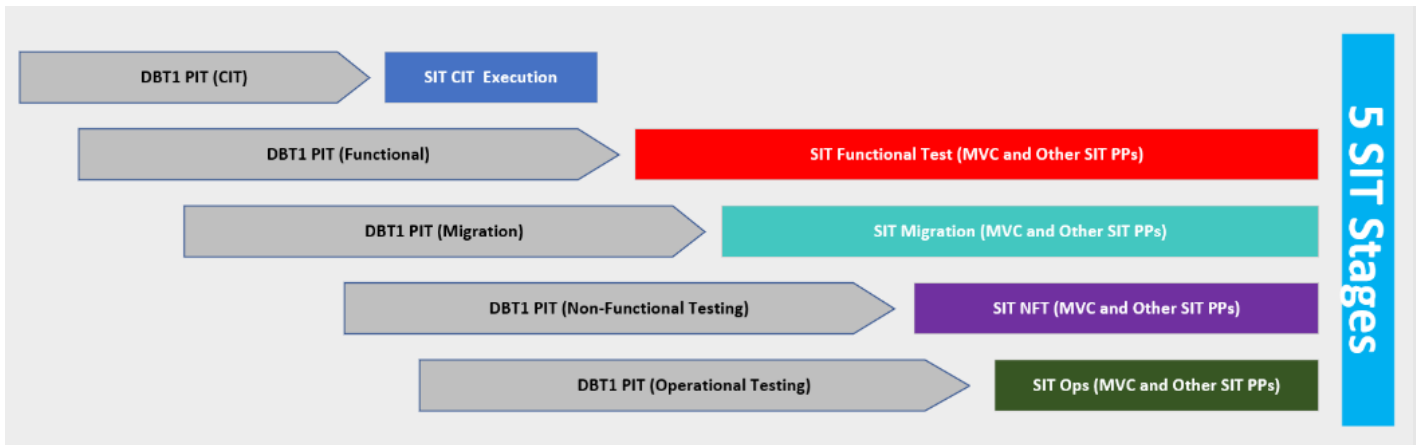 DBT1 PIT (CIT)
SIT CIT Execution
DBT1 PIT (Functional)
SIT Functional Test (MVC and Other SIT PPs)
DBT1 PIT (Migration)
SIT Migration (MVC and Other SIT PPs)
DBT1 PIT (Non-Functional Testing)
SIT NFT (MVC and Other SIT PPs)
DBT1 PIT (Operational Testing)
SIT Ops (MVC and Other SIT PPs)
5 SIT Stages